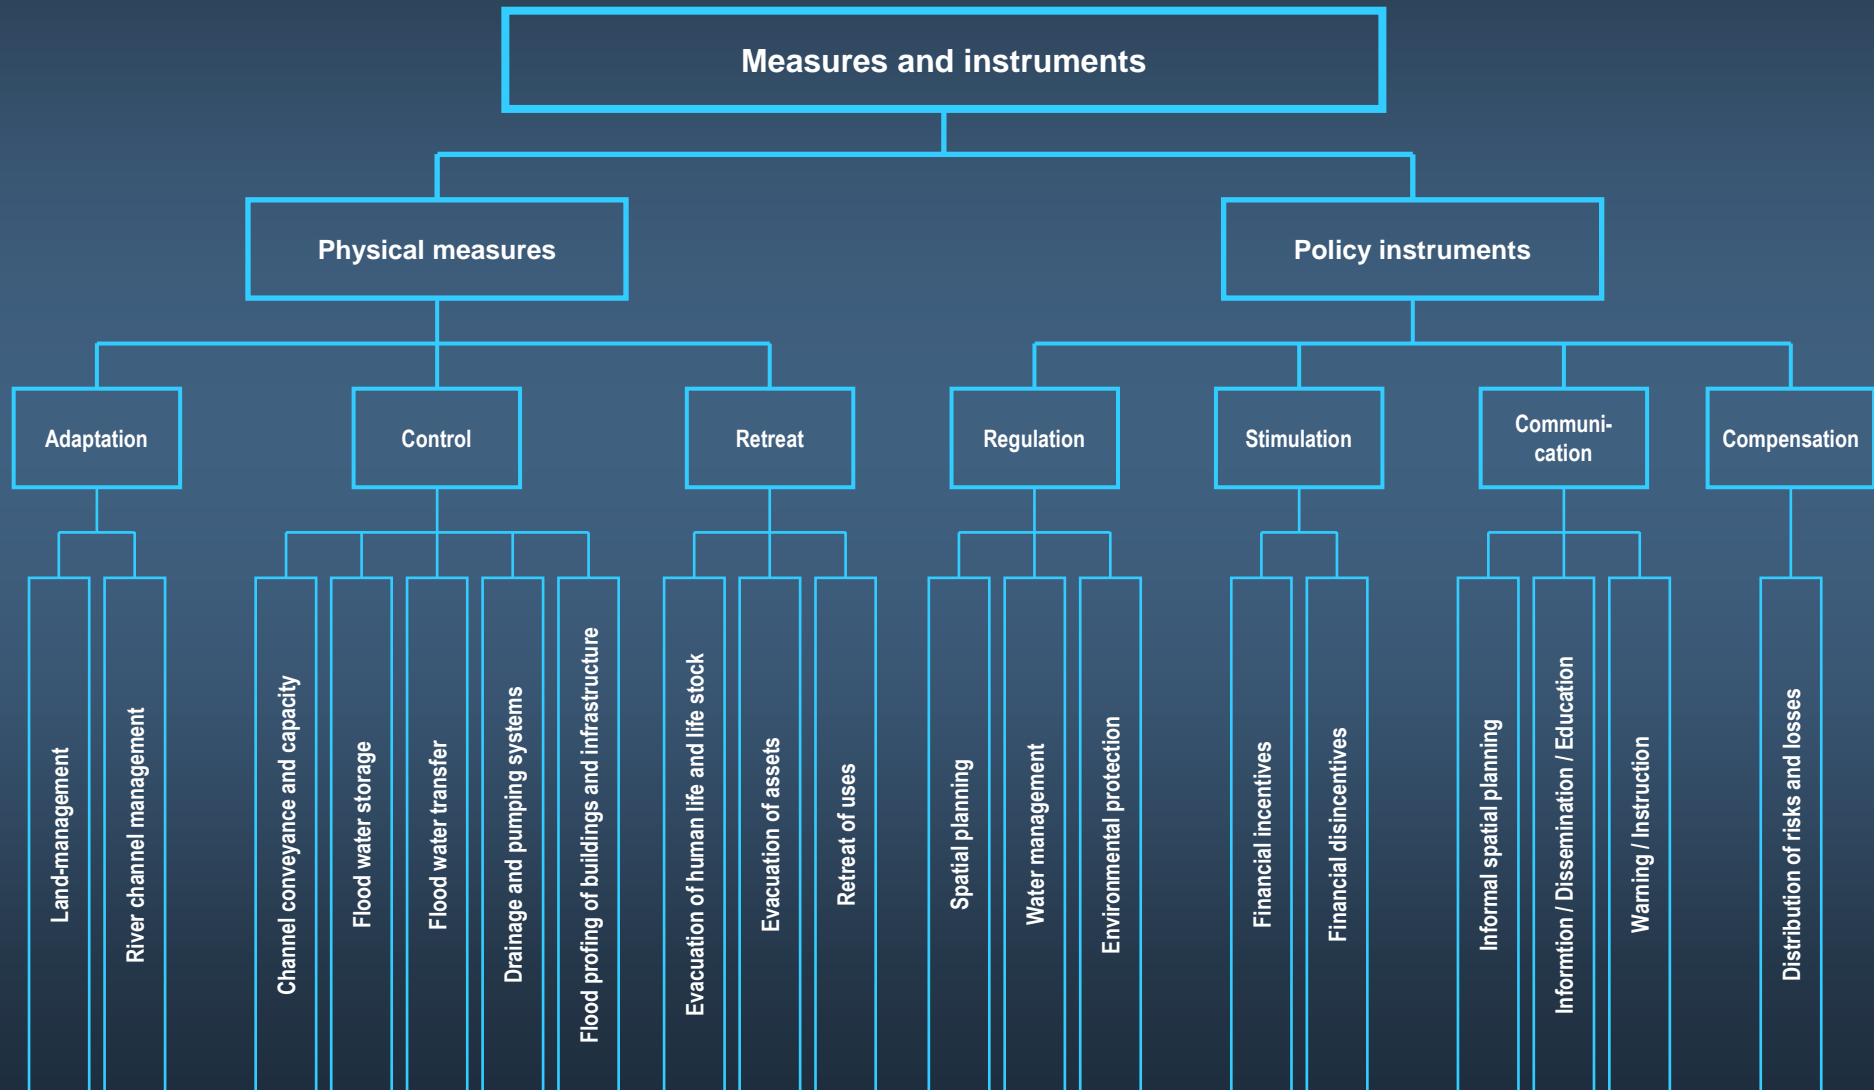 Measures and instruments
Physical measures
Policy instruments
Adaptation
Control
Retreat
Regulation
Stimulation
Communi-
cation
Compensation
Land-management
River channel management
Channel conveyance and capacity
Flood water storage
Flood water transfer
Drainage and pumping systems
Flood profing of buildings and infrastructure
Evacuation of human life and life stock
Evacuation of assets
Retreat of uses
Spatial planning
Water management
Environmental protection
Financial incentives
Financial disincentives
Informal spatial planning
Informtion / Dissemination / Education
Warning / Instruction
Distribution of risks and losses